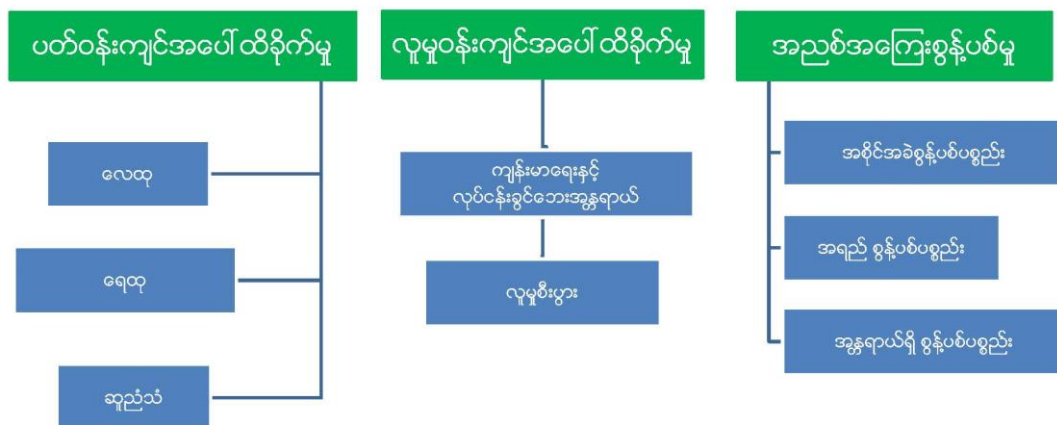 ပတ်ဝန်းကျင်အပေါ်ထိခိုက်မှု
လေထု
ရေထု
ဆူညံသံ
လူမှုဝန်းကျင်အပေါ်ထိခိုက်မှု
ကျန်းမာရေးနှင့်
လုပ်ငန်းခွင်ဘေးအန္တရာယ်
လူမှုစီးပွား
အညစ်အကြေးစွန့်ပစ်မှု
အစိုင်အခဲစွန့်ပစ်ပစ္စည်း
အရည် စွန့်ပစ်ပစ္စည်း
အန္တရာယ်ရှိ စွန့်ပစ်ပစ္စည်း